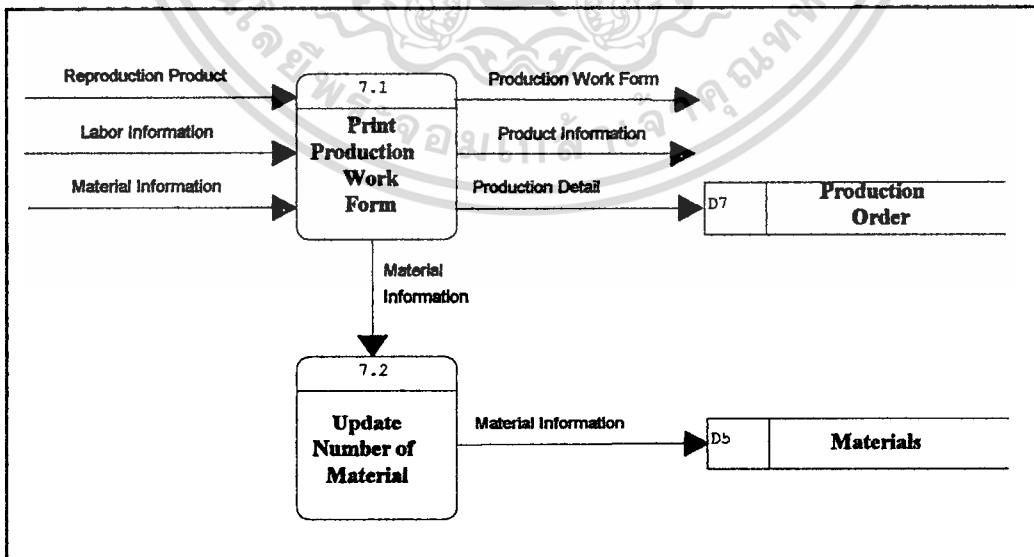 Reproduction Product
Labor Information
Material Information
7.1
Print
Production
Work
Form
Production Work Form
Product Information
Production Detail
D7
Production
Order
Material
Information
7.2
Update
Number of
Material
Material Information
D5
Materials